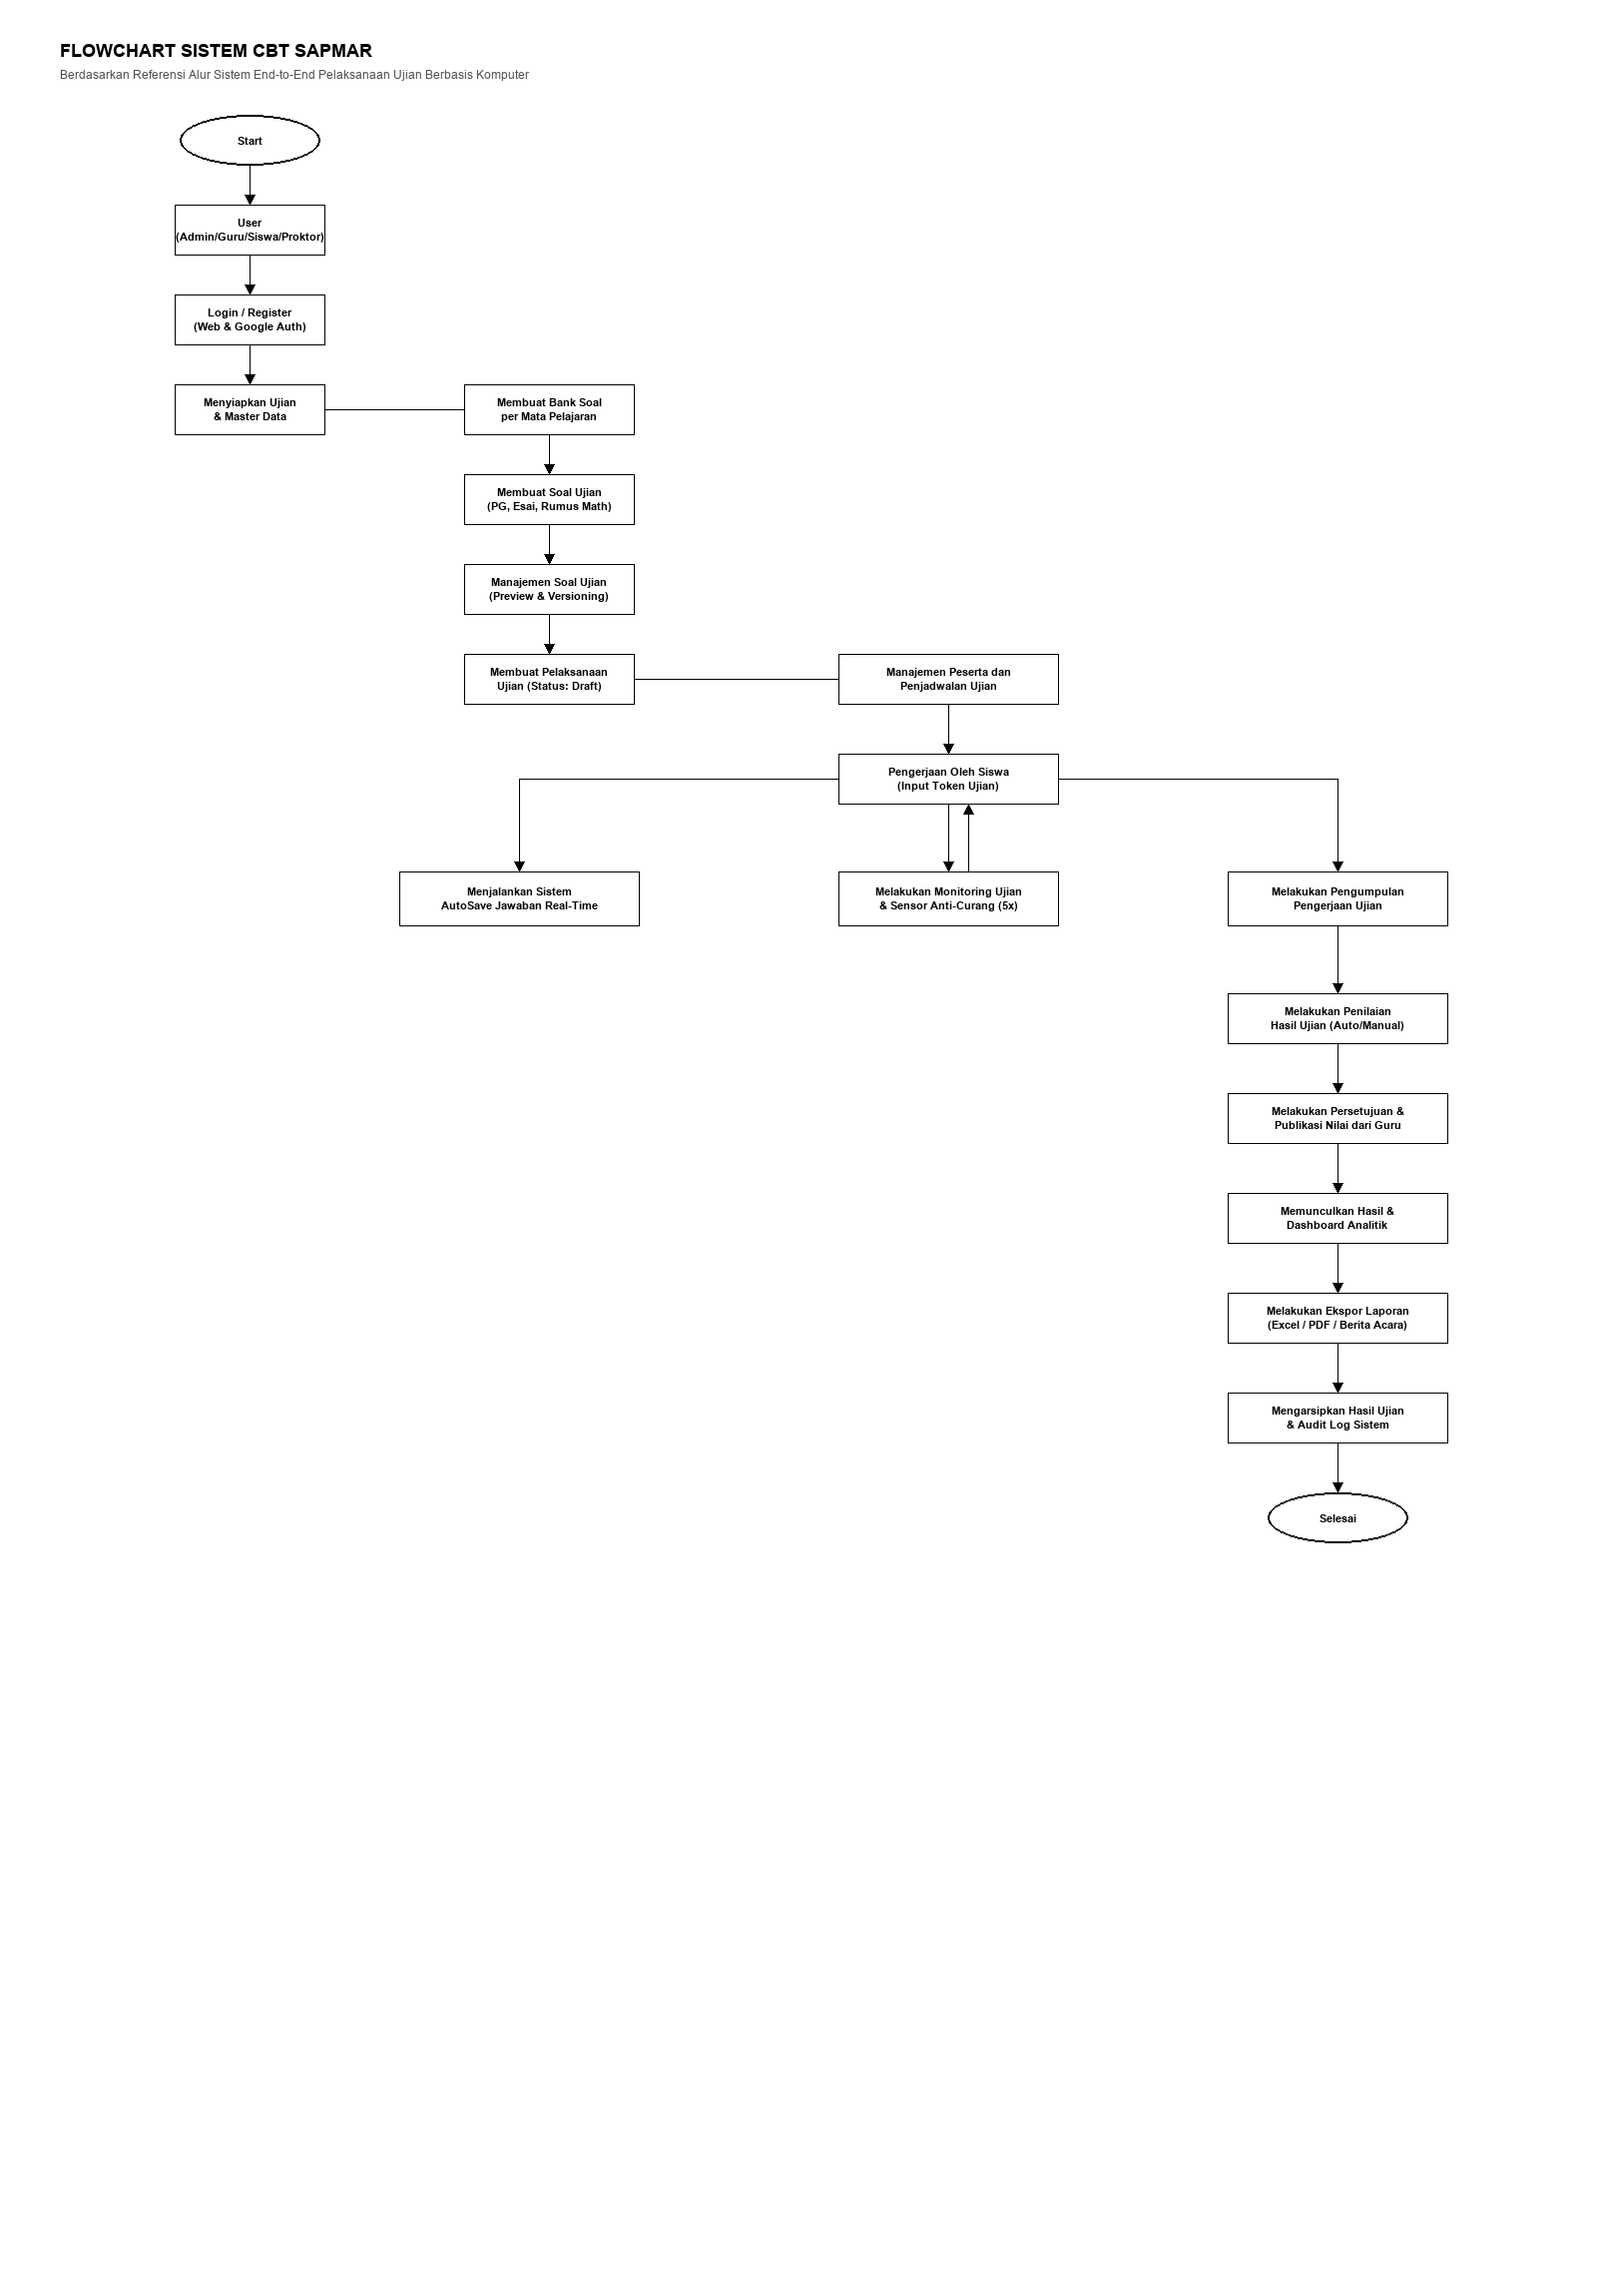 FLOWCHART SISTEM CBT SAPMAR
Berdasarkan Referensi Alur Sistem End-to-End Pelaksanaan Ujian Berbasis Komputer
Start
User
(Admin/Guru/Siswa/Proktor)
Login / Register
(Web & Google Auth)
Menyiapkan Ujian
& Master Data
Membuat Bank Soal
per Mata Pelajaran
Membuat Soal Ujian
(PG, Esai, Rumus Math)
Manajemen Soal Ujian
(Preview & Versioning)
Membuat Pelaksanaan
Ujian (Status: Draft)
Manajemen Peserta dan
Penjadwalan Ujian
Pengerjaan Oleh Siswa
(Input Token Ujian)
Menjalankan Sistem
AutoSave Jawaban Real-Time
Melakukan Monitoring Ujian
& Sensor Anti-Curang (5x)
Melakukan Pengumpulan
Pengerjaan Ujian
Melakukan Penilaian
Hasil Ujian (Auto/Manual)
Melakukan Persetujuan &
Publikasi Nilai dari Guru
Memunculkan Hasil &
Dashboard Analitik
Melakukan Ekspor Laporan
(Excel / PDF / Berita Acara)
Mengarsipkan Hasil Ujian
& Audit Log Sistem
Selesai